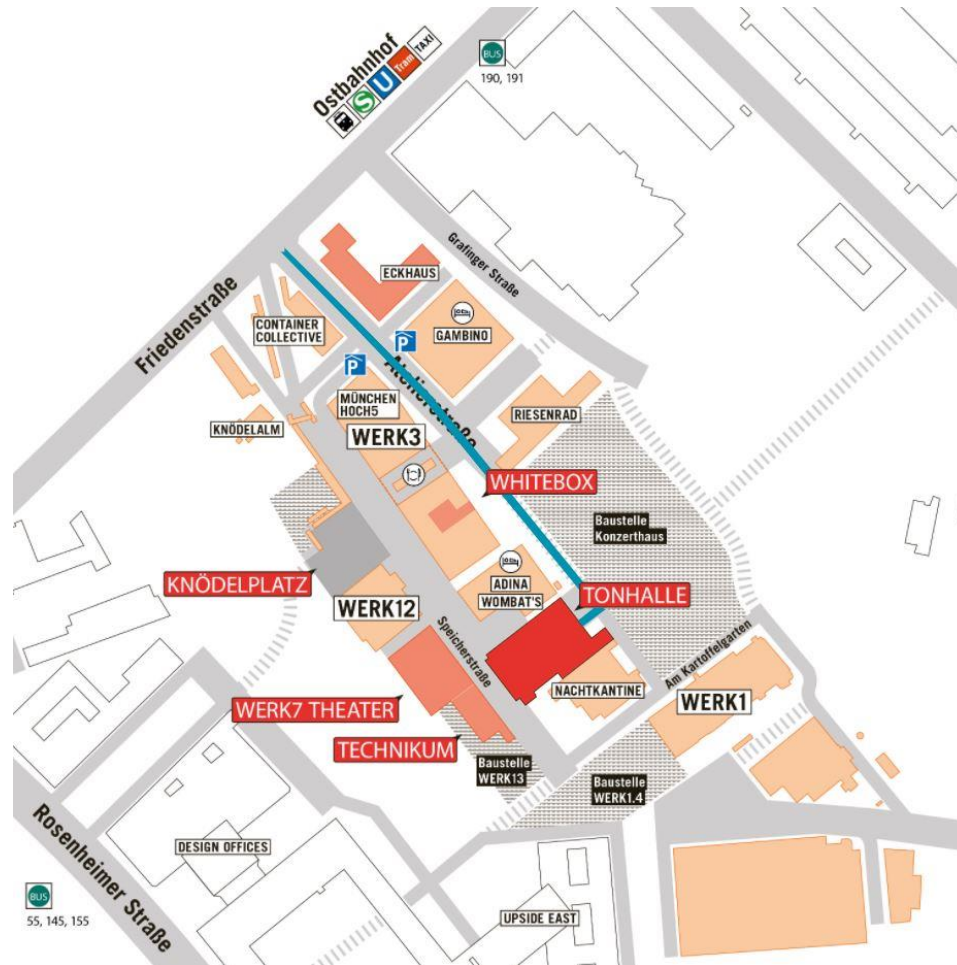 Ostbahnhof
S
U
Tram
TAXI
BUS
190, 191
Grafinger Straße
ECKHAUS
Friedenstraße
CONTAINER
COLLECTIVE
GAMBINO
P
P
Atelierstraße
MÜNCHEN
HOCH5
RIESENRAD
KNÖDELALM
WERK3
WHITEBOX
Baustelle
Konzerthaus
KNÖDELPLATZ
ADINA
WOMBAT'S
TONHALLE
WERK12
Speicherstraße
Am Kartoffelgarten
NACHTKANTINE
WERK1
WERK7 THEATER
TECHNIKUM
Baustelle
WERK13
Baustelle
WERK1.4
Rosenheimer Straße
DESIGN OFFICES
BUS
55, 145, 155
UPSIDE EAST